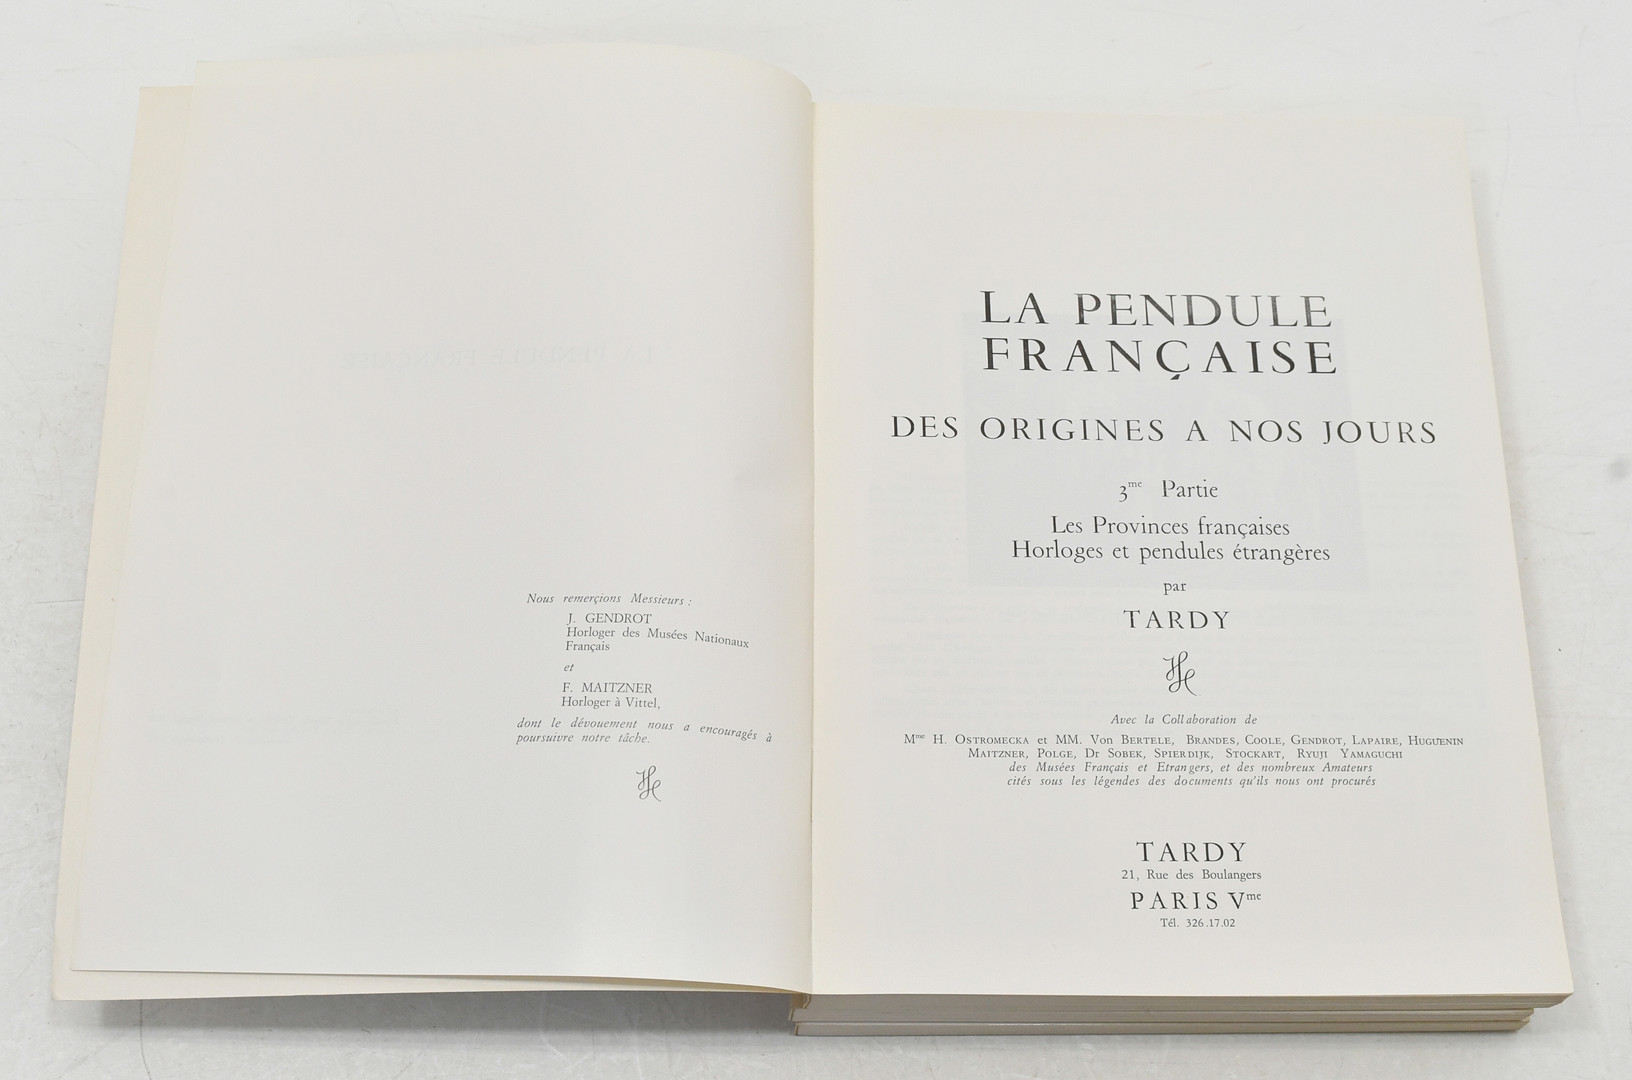 Nous remerçions Messieurs :
J. GENDROT
Horloger des Musées Nationaux
Français
et
F. MAITZNER
Horloger à Vittel,
dont le dévouement nous a encouragés à
poursuivre notre tâche.
LA PENDULE
FRANÇAISE
DES ORIGINES A NOS JOURS
3me Partie
Les Provinces françaises
Horloges et pendules étrangères
par
TARDY
Avec la Collaboration de
Mme H. OSTROMECKA et MM. VON BERTELE, BRANDES, COOLE, GENDROT, LAPAIRE, HUGUENIN
MAITZNER, POLGE, DR SOBEK, SPIERDIJK, STOCKART, RYUJI YAMAGUCHI
des Musées Français et Etrangers, et des nombreux Amateurs
cités sous les légendes des documents qu'ils nous ont procurés
TARDY
21, Rue des Boulangers
PARIS Vme
Tél. 326.17.02